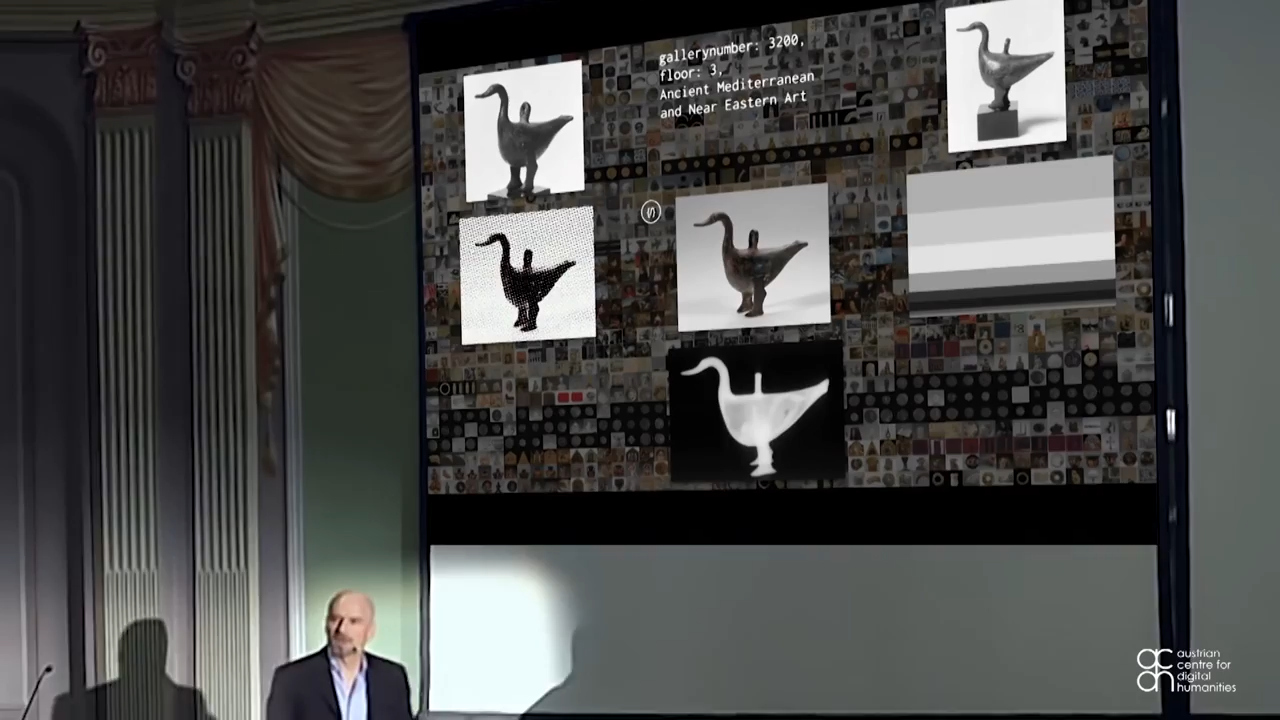 gallerynumber: 3200,
floor: 3,
Ancient Mediterranean
and Near Eastern Art
austrian
centre for
digital
humanities